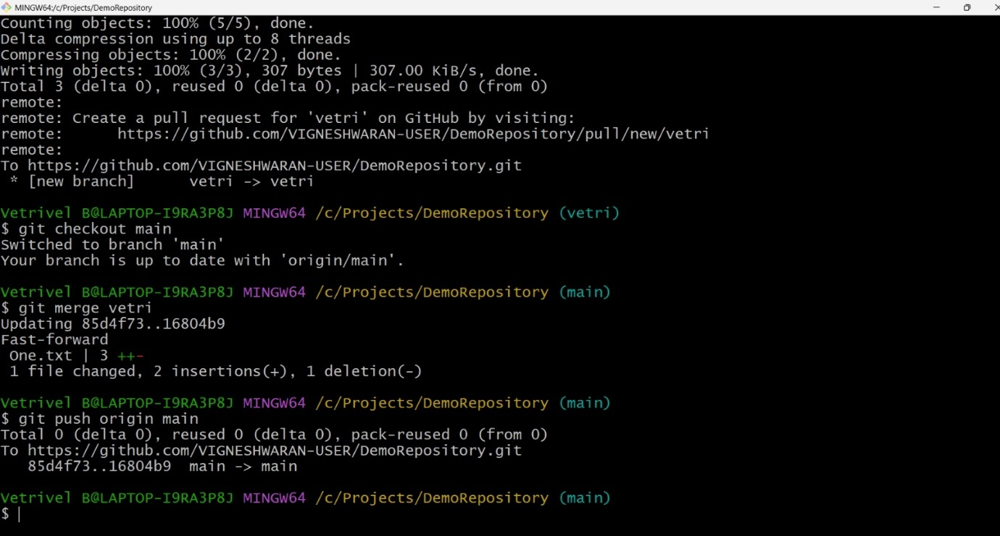 MINGW64:/c/Projects/DemoRepository
Counting objects: 100% (5/5), done.
Delta compression using up to 8 threads
Compressing objects: 100% (2/2), done.
Writing objects: 100% (3/3), 307 bytes | 307.00 KiB/s, done.
Total 3 (delta 0), reused 0 (delta 0), pack-reused 0 (from 0)
remote:
remote: Create a pull request for 'vetri' on GitHub by visiting:
remote:      https://github.com/VIGNESHWARAN-USER/DemoRepository/pull/new/vetri
remote:
To https://github.com/VIGNESHWARAN-USER/DemoRepository.git
 * [new branch]      vetri -> vetri
Vetrivel B@LAPTOP-I9RA3P8J MINGW64 /c/Projects/DemoRepository (vetri)
$ git checkout main
Switched to branch 'main'
Your branch is up to date with 'origin/main'.
Vetrivel B@LAPTOP-I9RA3P8J MINGW64 /c/Projects/DemoRepository (main)
$ git merge vetri
Updating 85d4f73..16804b9
Fast-forward
 One.txt | 3 ++-
 1 file changed, 2 insertions(+), 1 deletion(-)
Vetrivel B@LAPTOP-I9RA3P8J MINGW64 /c/Projects/DemoRepository (main)
$ git push origin main
Total 0 (delta 0), reused 0 (delta 0), pack-reused 0 (from 0)
To https://github.com/VIGNESHWARAN-USER/DemoRepository.git
   85d4f73..16804b9  main -> main
Vetrivel B@LAPTOP-I9RA3P8J MINGW64 /c/Projects/DemoRepository (main)
$